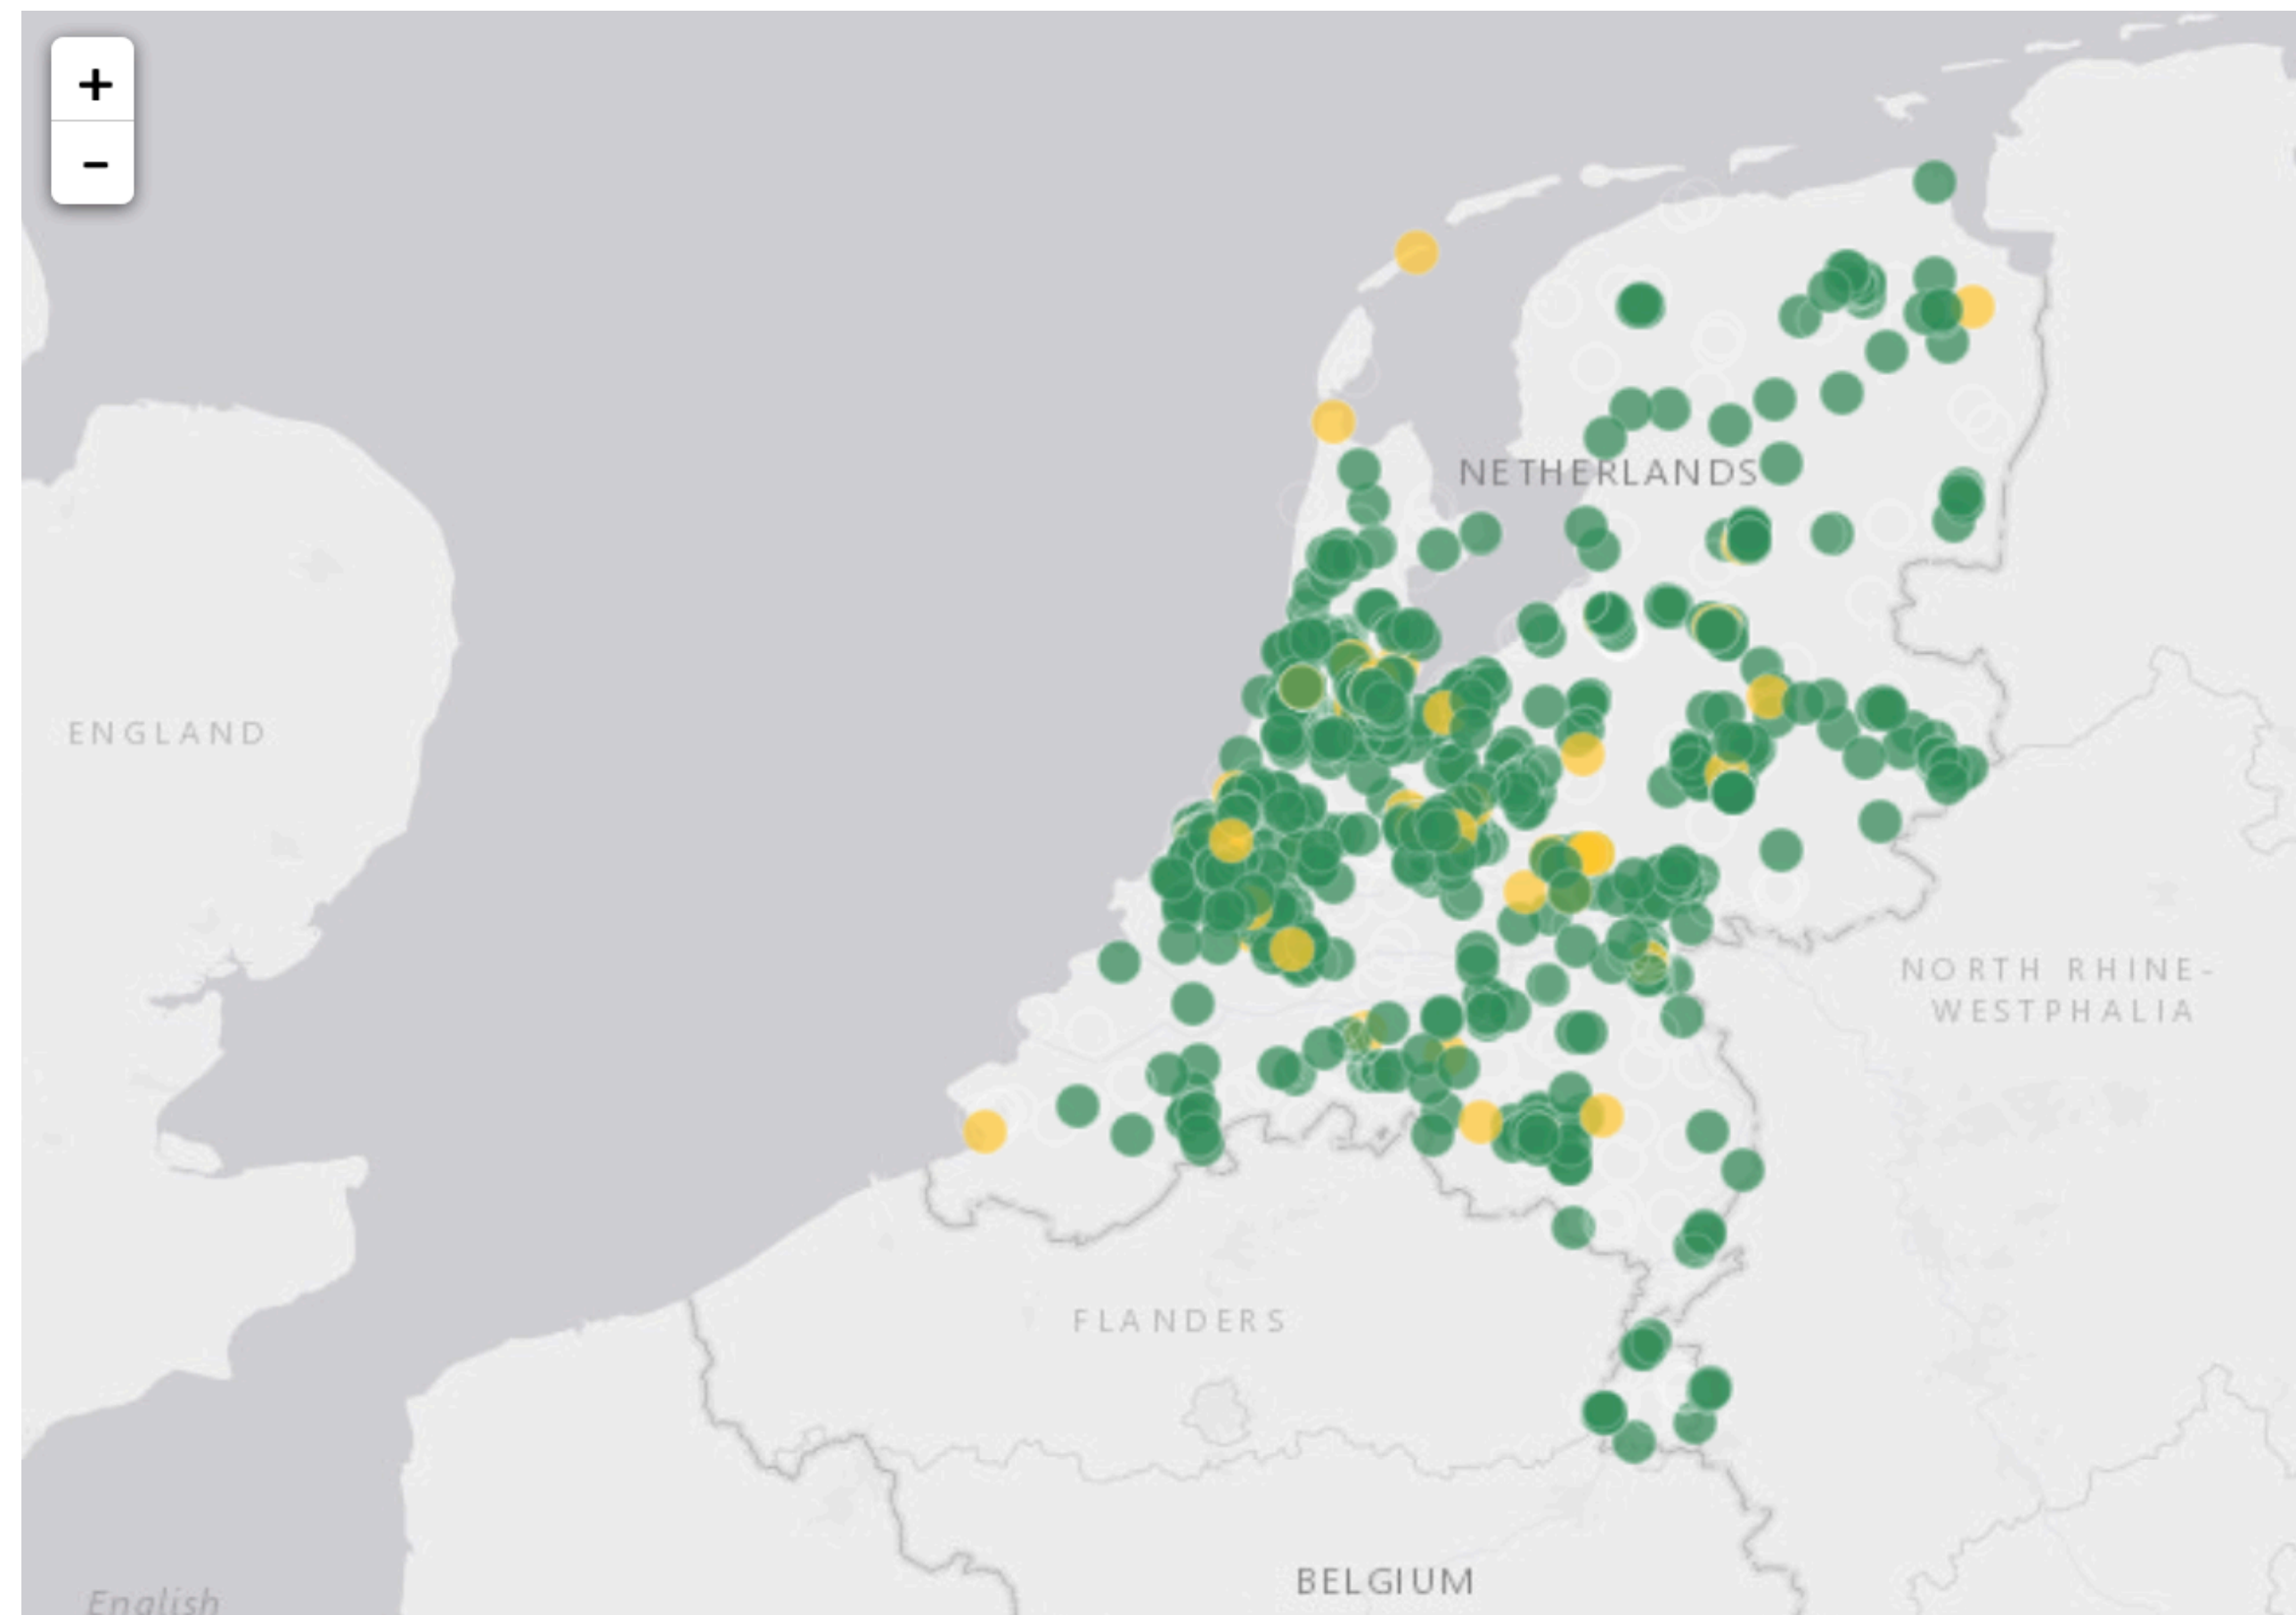 +
−
NETHERLANDS
ENGLAND
NORTH RHINE-
WESTPHALIA
FLANDERS
BELGIUM
English